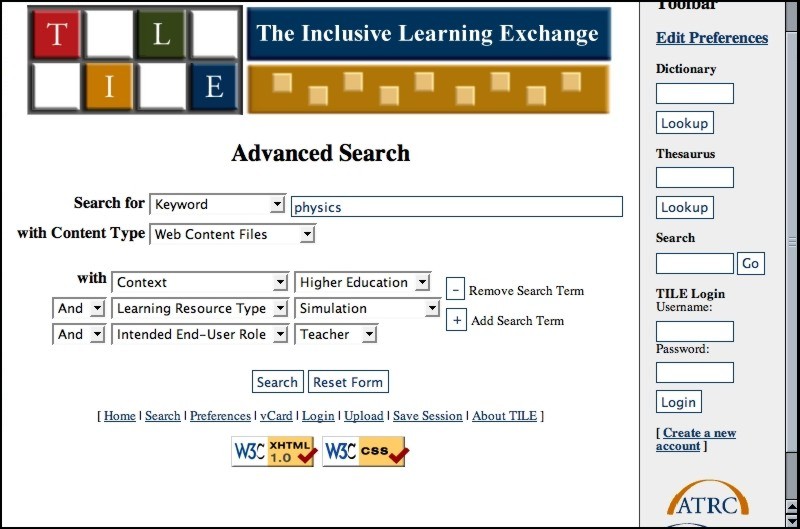 T L
I E
The Inclusive Learning Exchange
Advanced Search
Search for Keyword physics
with Content Type Web Content Files
with Context Higher Education
And Learning Resource Type Simulation
And Intended End-User Role Teacher
- Remove Search Term
+ Add Search Term
Search Reset Form
[ Home | Search | Preferences | vCard | Login | Upload | Save Session | About TILE ]
W3C XHTML 1.0 W3C CSS
Toolbar
Edit Preferences
Dictionary
Lookup
Thesaurus
Lookup
Search
Go
TILE Login
Username:
Password:
Login
[ Create a new
account ]
ATRC